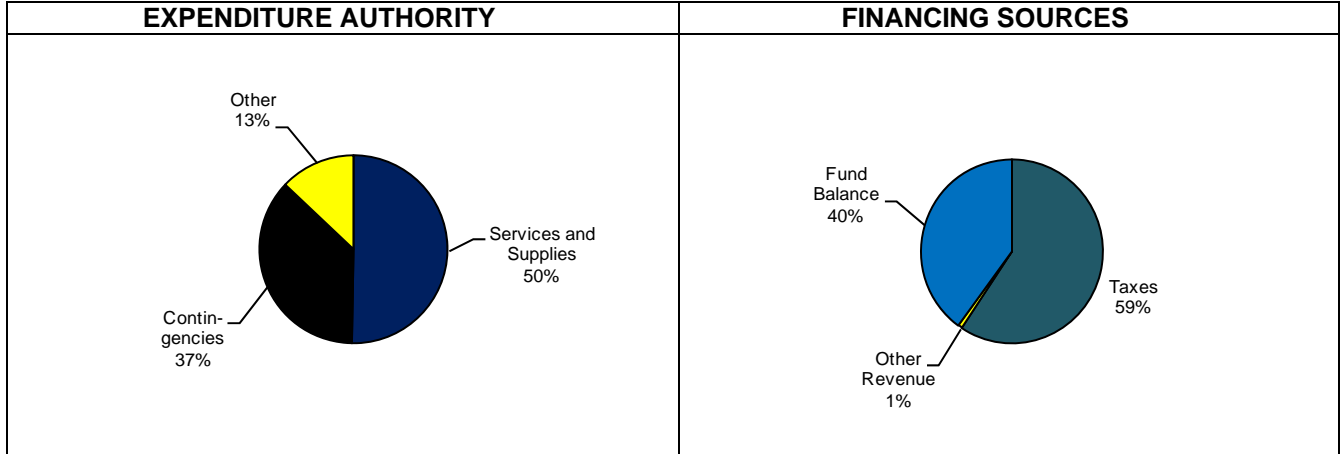 EXPENDITURE AUTHORITY
Other
13%
Services and
Supplies
50%
Contin-
gencies
37%
FINANCING SOURCES
Fund
Balance
40%
Taxes
59%
Other
Revenue
1%